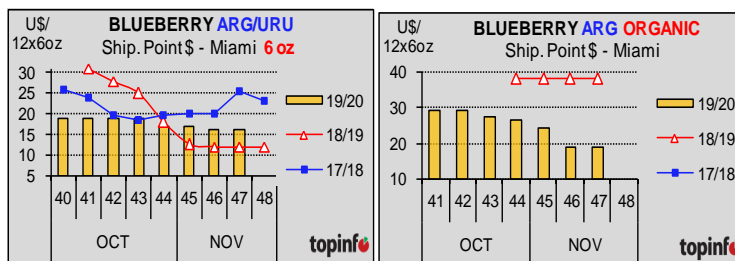 U$/
12x6oz
BLUEBERRY ARG/URU
Ship. Point $ - Miami 6 oz
30
25
20
15
10
5
40 41 42 43 44 45 46 47 48
OCT NOV
19/20
18/19
17/18
topinfo
U$/
12x6oz
BLUEBERRY ARG ORGANIC
Ship. Point $ - Miami
40
30
20
10
41 42 43 44 45 46 47 48
OCT NOV
19/20
18/19
17/18
topinfo